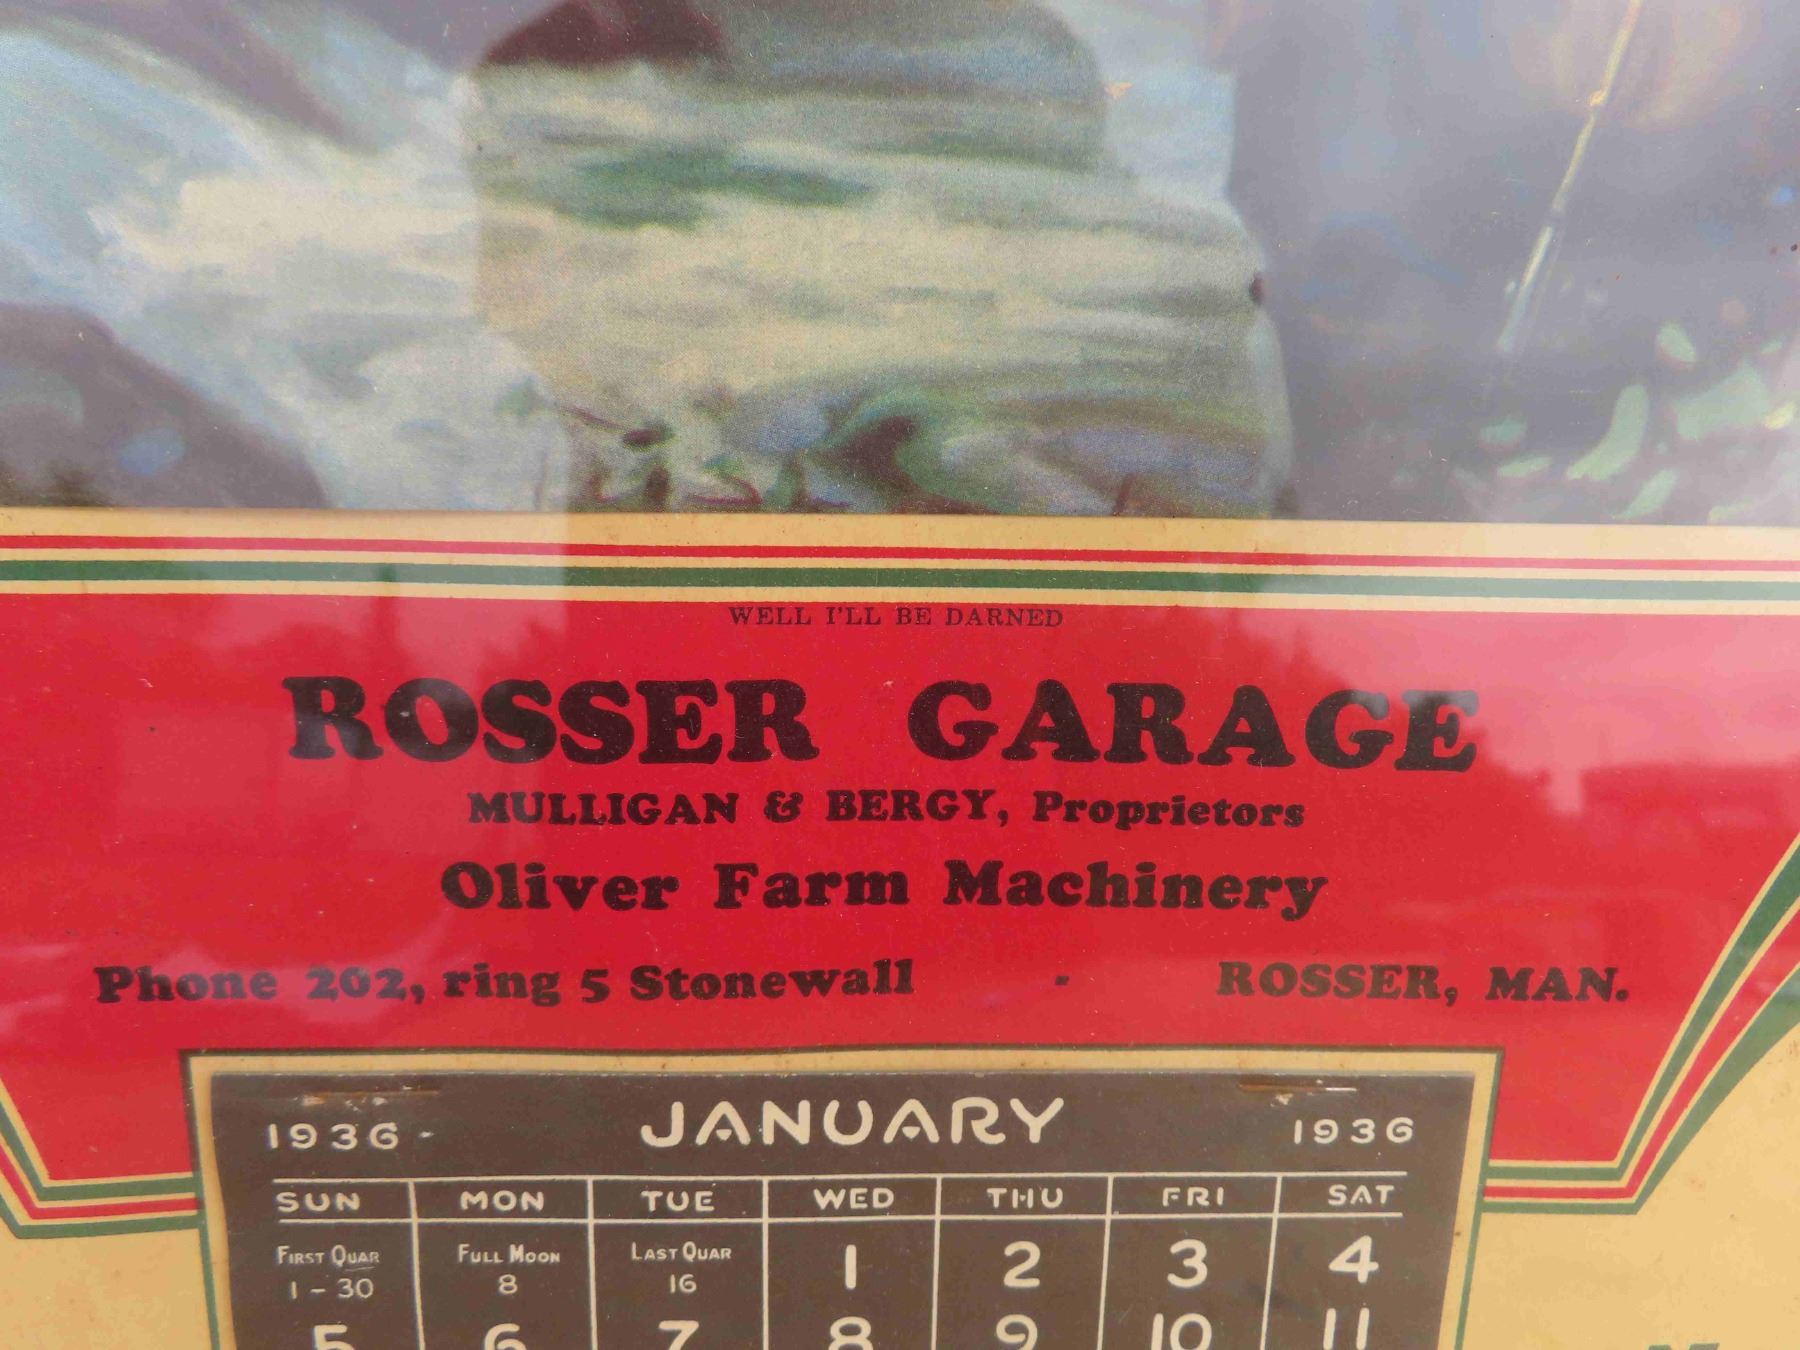 WELL I'LL BE DARNED
ROSSER GARAGE
MULLIGAN & BERGY, Proprietors
Oliver Farm Machinery
Phone 202, ring 5 Stonewall - ROSSER, MAN.
1936 JANUARY 1936
SUN MON TUE WED THU FRI SAT
FIRST QUAR FULL MOON LAST QUAR 1 2 3 4
1-30 8 16
5 6 7 8 9 10 11